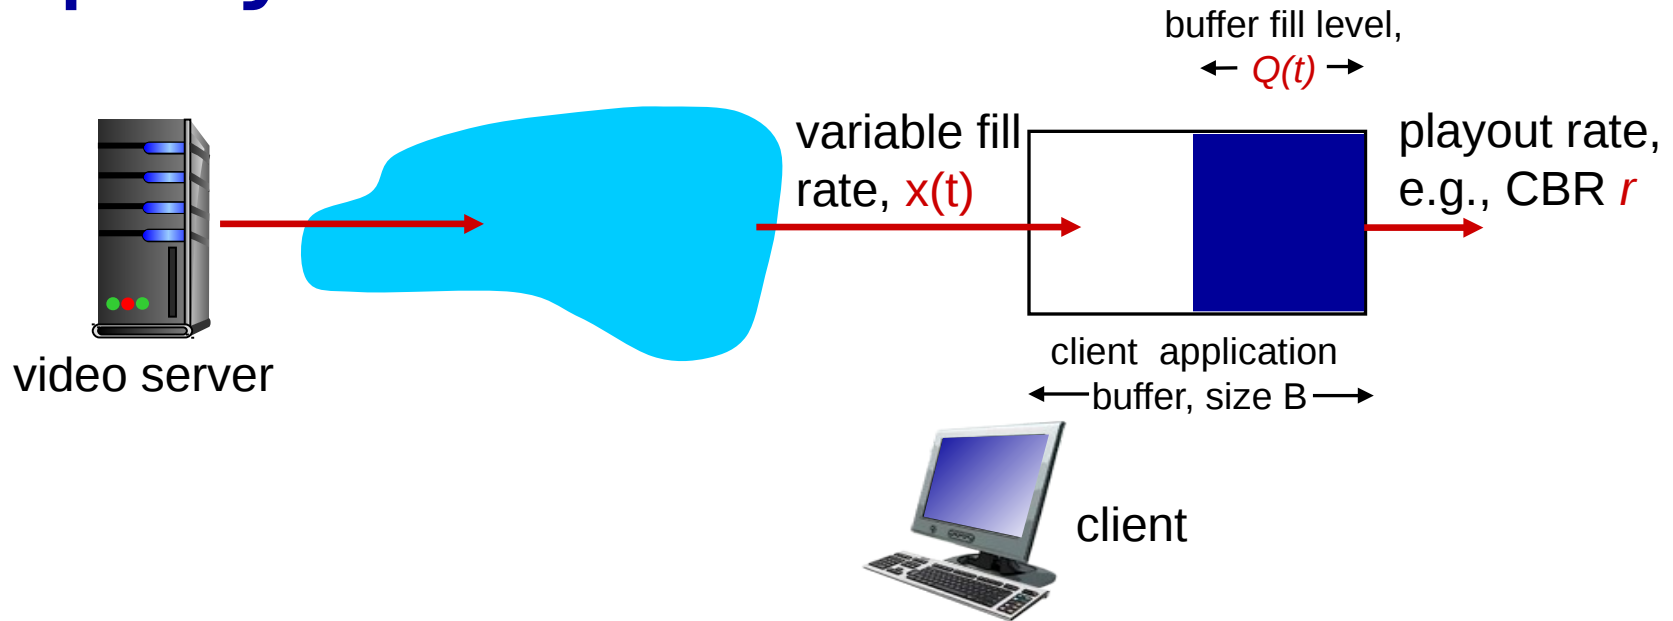 buffer fill level,
Q(t)
variable fill
rate, x(t)
playout rate,
e.g., CBR r
video server
client application
buffer, size B
client